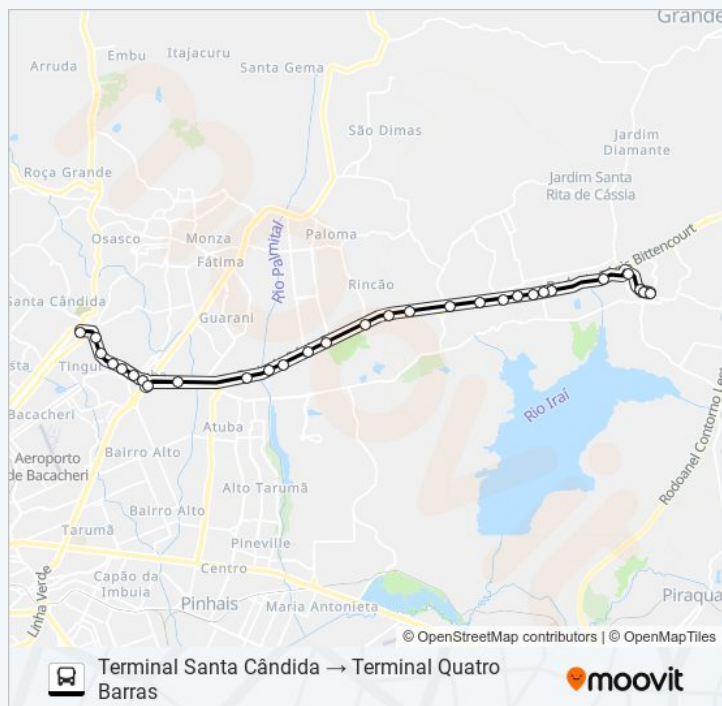 Grande
Embu
Itajacuru
Arruda
Santa Gema
São Dimas
Jardim
Diamante
Roça Grande
Jardim Santa
Rita de Cássia
Osasco
Monza
Paloma
Fátima
Rio Palmital
Bittencourt
Rincão
Santa Cândida
Guarani
Tingui
Bacacheri
Atuba
Rio Iraí
Aeroporto
de Bacacheri
Bairro Alto
Alto Tarumã
Rodoanel Contorno Les
Bairro Alto
Tarumã
Pineville
Linha Verde
Capão da
Imbuia
Centro
Pinhais
Maria Antonieta
Piraqua
© OpenStreetMap contributors | © OpenMapTiles
Terminal Santa Cândida → Terminal Quatro
Barras
moovit